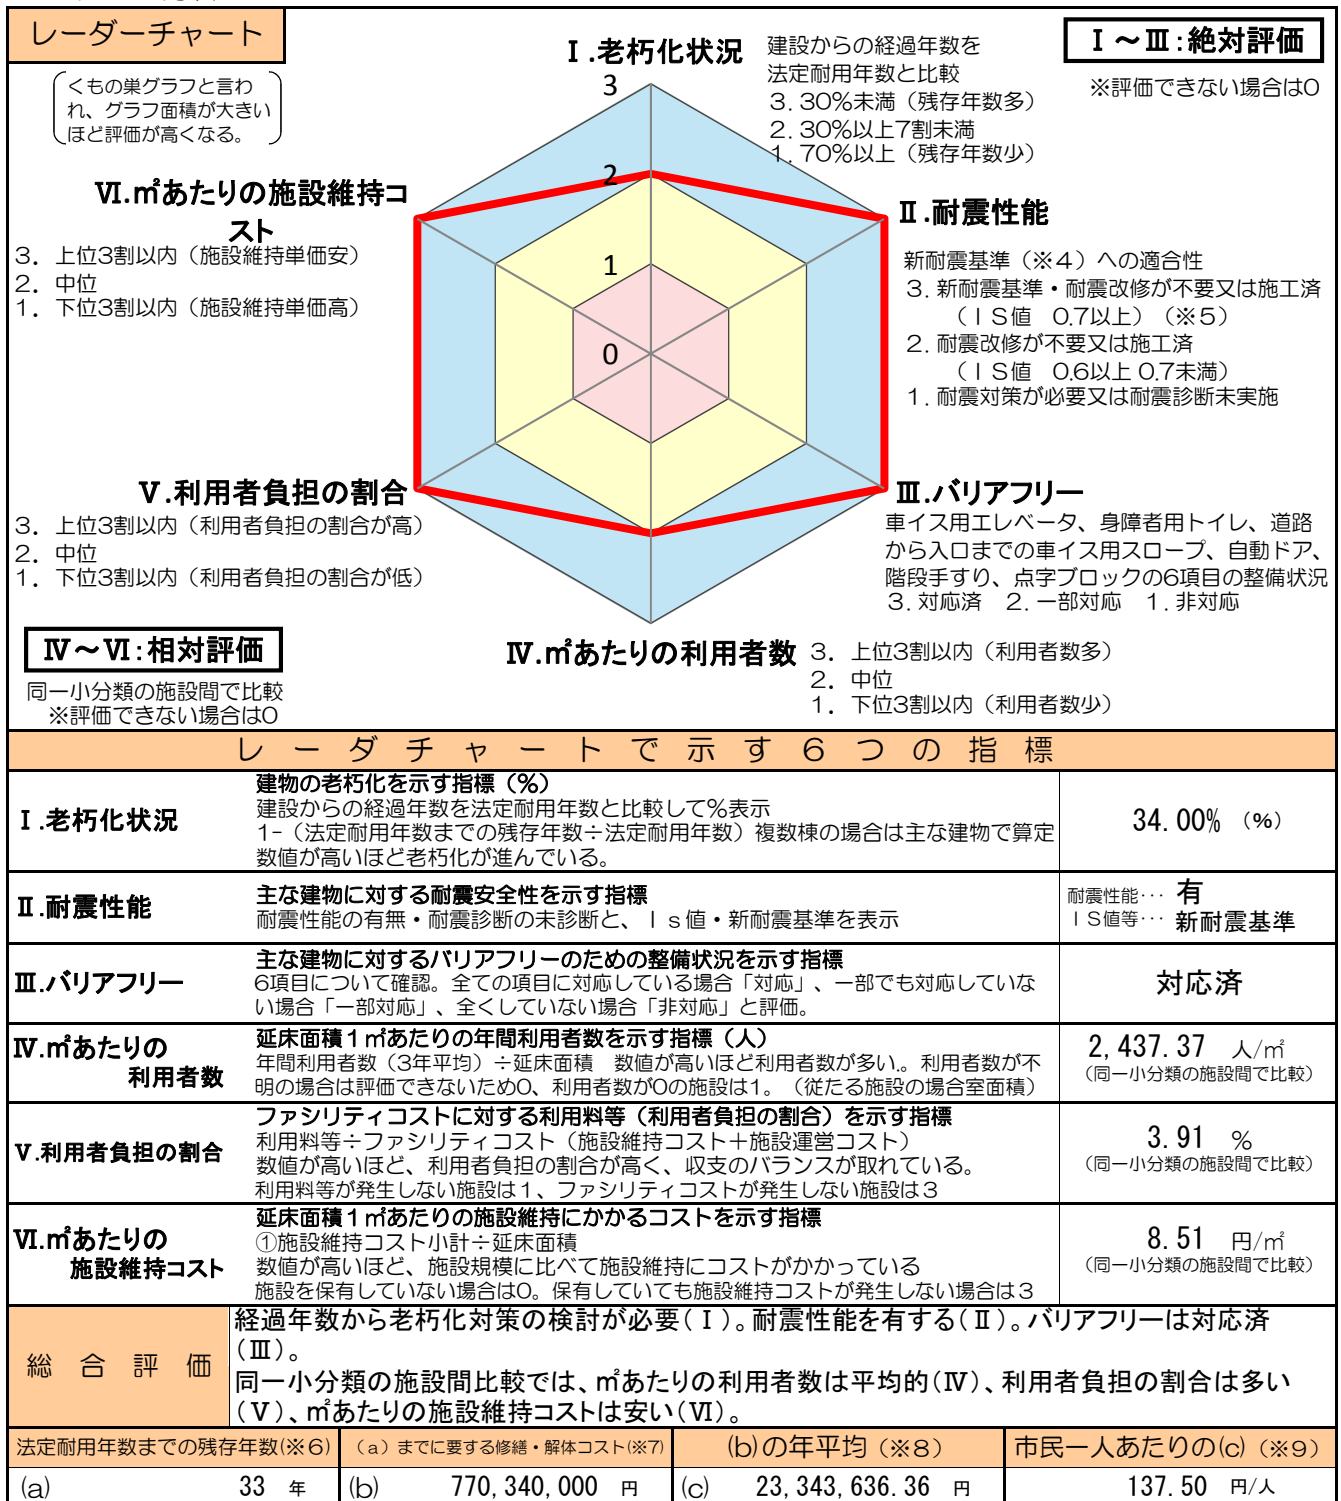 レーダーチャート
くもの巣グラフと言わ
れ、グラフ面積が大きい
ほど評価が高くなる。
Ⅰ.老朽化状況
建設からの経過年数を
法定耐用年数と比較
3. 30%未満（残存年数多）
2. 30%以上7割未満
1. 70%以上（残存年数少）
Ⅰ～Ⅲ:絶対評価
※評価できない場合は0
3
2
1
0
Ⅵ.㎡あたりの施設維持コ
スト
3. 上位3割以内（施設維持単価安）
2. 中位
1. 下位3割以内（施設維持単価高）
Ⅱ.耐震性能
新耐震基準（※4）への適合性
3. 新耐震基準・耐震改修が不要又は施工済
（ＩＳ値 0.7以上）（※5）
2. 耐震改修が不要又は施工済
（ＩＳ値 0.6以上 0.7未満）
1. 耐震対策が必要又は耐震診断未実施
Ⅴ.利用者負担の割合
3. 上位3割以内（利用者負担の割合が高）
2. 中位
1. 下位3割以内（利用者負担の割合が低）
Ⅲ.バリアフリー
車イス用エレベータ、身障者用トイレ、道路
から入口までの車イス用スロープ、自動ドア、
階段手すり、点字ブロックの6項目の整備状況
3. 対応済 2. 一部対応 1. 非対応
Ⅳ～Ⅵ:相対評価
同一小分類の施設間で比較
※評価できない場合は0
Ⅳ.㎡あたりの利用者数
3. 上位3割以内（利用者数多）
2. 中位
1. 下位3割以内（利用者数少）
レーダチャートで示す6つの指標
Ⅰ.老朽化状況
建物の老朽化を示す指標（%）
建設からの経過年数を法定耐用年数と比較して%表示
1-（法定耐用年数までの残存年数÷法定耐用年数）複数棟の場合は主な建物で算定
数値が高いほど老朽化が進んでいる。
34.00% （%）
Ⅱ.耐震性能
主な建物に対する耐震安全性を示す指標
耐震性能の有無・耐震診断の未診断と、Ｉｓ値・新耐震基準を表示
耐震性能… 有
ＩＳ値等… 新耐震基準
Ⅲ.バリアフリー
主な建物に対するバリアフリーのための整備状況を示す指標
6項目について確認。全ての項目に対応している場合「対応」、一部でも対応していな
い場合「一部対応」、全くしていない場合「非対応」と評価。
対応済
Ⅳ.㎡あたりの
利用者数
延床面積１㎡あたりの年間利用者数を示す指標（人）
年間利用者数（3年平均）÷延床面積 数値が高いほど利用者数が多い。利用者数が不
明の場合は評価できないため0、利用者数が0の施設は1。（従たる施設の場合室面積）
2,437.37 人/㎡
（同一小分類の施設間で比較）
Ⅴ.利用者負担の割合
ファシリティコストに対する利用料等（利用者負担の割合）を示す指標
利用料等÷ファシリティコスト（施設維持コスト＋施設運営コスト）
数値が高いほど、利用者負担の割合が高く、収支のバランスが取れている。
利用料等が発生しない施設は1、ファシリティコストが発生しない施設は3
3.91 %
（同一小分類の施設間で比較）
Ⅵ.㎡あたりの
施設維持コスト
延床面積１㎡あたりの施設維持にかかるコストを示す指標
①施設維持コスト小計÷延床面積
数値が高いほど、施設規模に比べて施設維持にコストがかかっている
施設を保有していない場合は0。保有していても施設維持コストが発生しない場合は3
8.51 円/㎡
（同一小分類の施設間で比較）
総合評価
経過年数から老朽化対策の検討が必要(Ⅰ)。耐震性能を有する(Ⅱ)。バリアフリーは対応済
(Ⅲ)。
同一小分類の施設間比較では、㎡あたりの利用者数は平均的(Ⅳ)、利用者負担の割合は多い
(Ⅴ)、㎡あたりの施設維持コストは安い(Ⅵ)。
法定耐用年数までの残存年数(※6)
（a）までに要する修繕・解体コスト(※7)
(b)の年平均（※8）
市民一人あたりの(c)（※9）
(a) 33 年
(b) 770,340,000 円
(c) 23,343,636.36 円
137.50 円/人